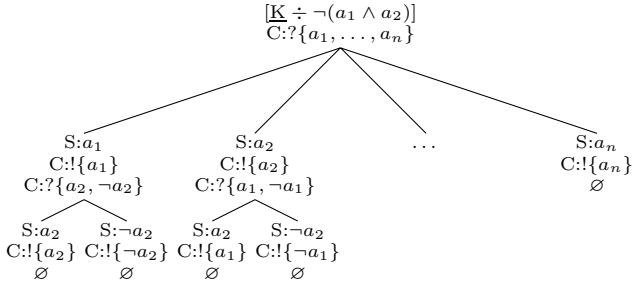 [K ÷ ¬(a₁ ∧ a₂)]
C:?{a₁, . . . , aₙ}
S:a₁ S:a₂ . . . S:aₙ
C:!{a₁} C:!{a₂} C:!{aₙ}
C:?{a₂, ¬a₂} C:?{a₁, ¬a₁} ∅
S:a₂ S:¬a₂ S:a₂ S:¬a₂
C:!{a₂} C:!{¬a₂} C:!{a₁} C:!{¬a₁}
∅ ∅ ∅ ∅